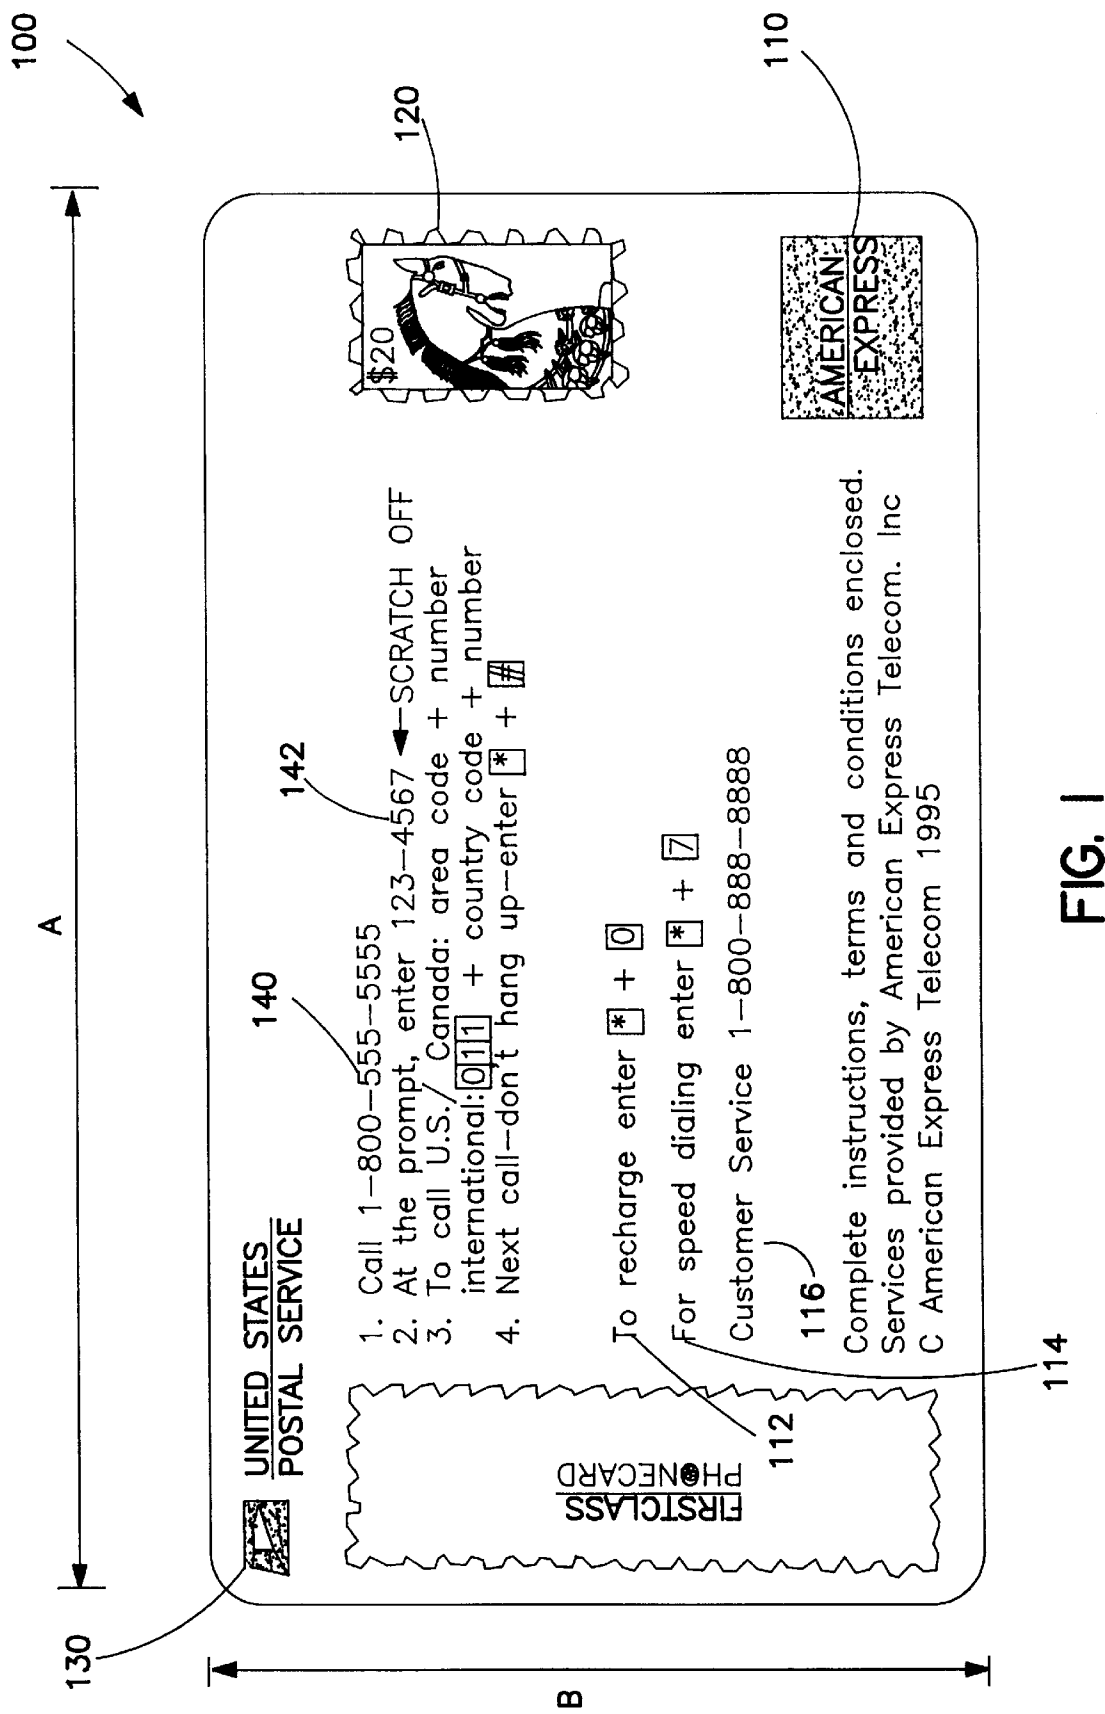 100
A
130
UNITED STATES
POSTAL SERVICE
140
142
120
$20
1. Call 1-800-555-5555
2. At the prompt, enter 123-4567 ◄—SCRATCH OFF
3. To call U.S./ Canada: area code + number
international: 011 + country code + number
4. Next call-don't hang up-enter * + #
B
FIRSTCLASS
PHONECARD
To recharge enter * + 0
For speed dialing enter * + 7
Customer Service 1-800-888-8888
112
116
110
AMERICAN
EXPRESS
Complete instructions, terms and conditions enclosed.
Services provided by American Express Telecom. Inc
C American Express Telecom 1995
114
FIG. 1